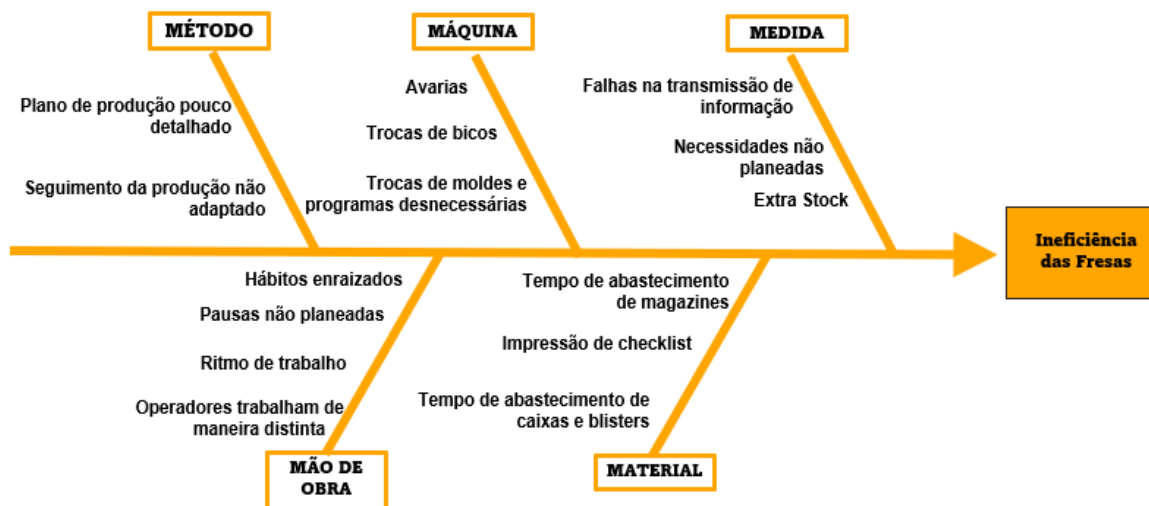 MÉTODO
Plano de produção pouco
detalhado
Seguimento da produção não
adaptado
MÁQUINA
Avarias
Trocas de bicos
Trocas de moldes e
programas desnecessárias
MEDIDA
Falhas na transmissão de
informação
Necessidades não
planeadas
Extra Stock
Ineficiência
das Fresas
Hábitos enraizados
Pausas não planeadas
Ritmo de trabalho
Operadores trabalham de
maneira distinta
MÃO DE
OBRA
Tempo de abastecimento
de magazines
Impressão de checklist
Tempo de abastecimento de
caixas e blisters
MATERIAL